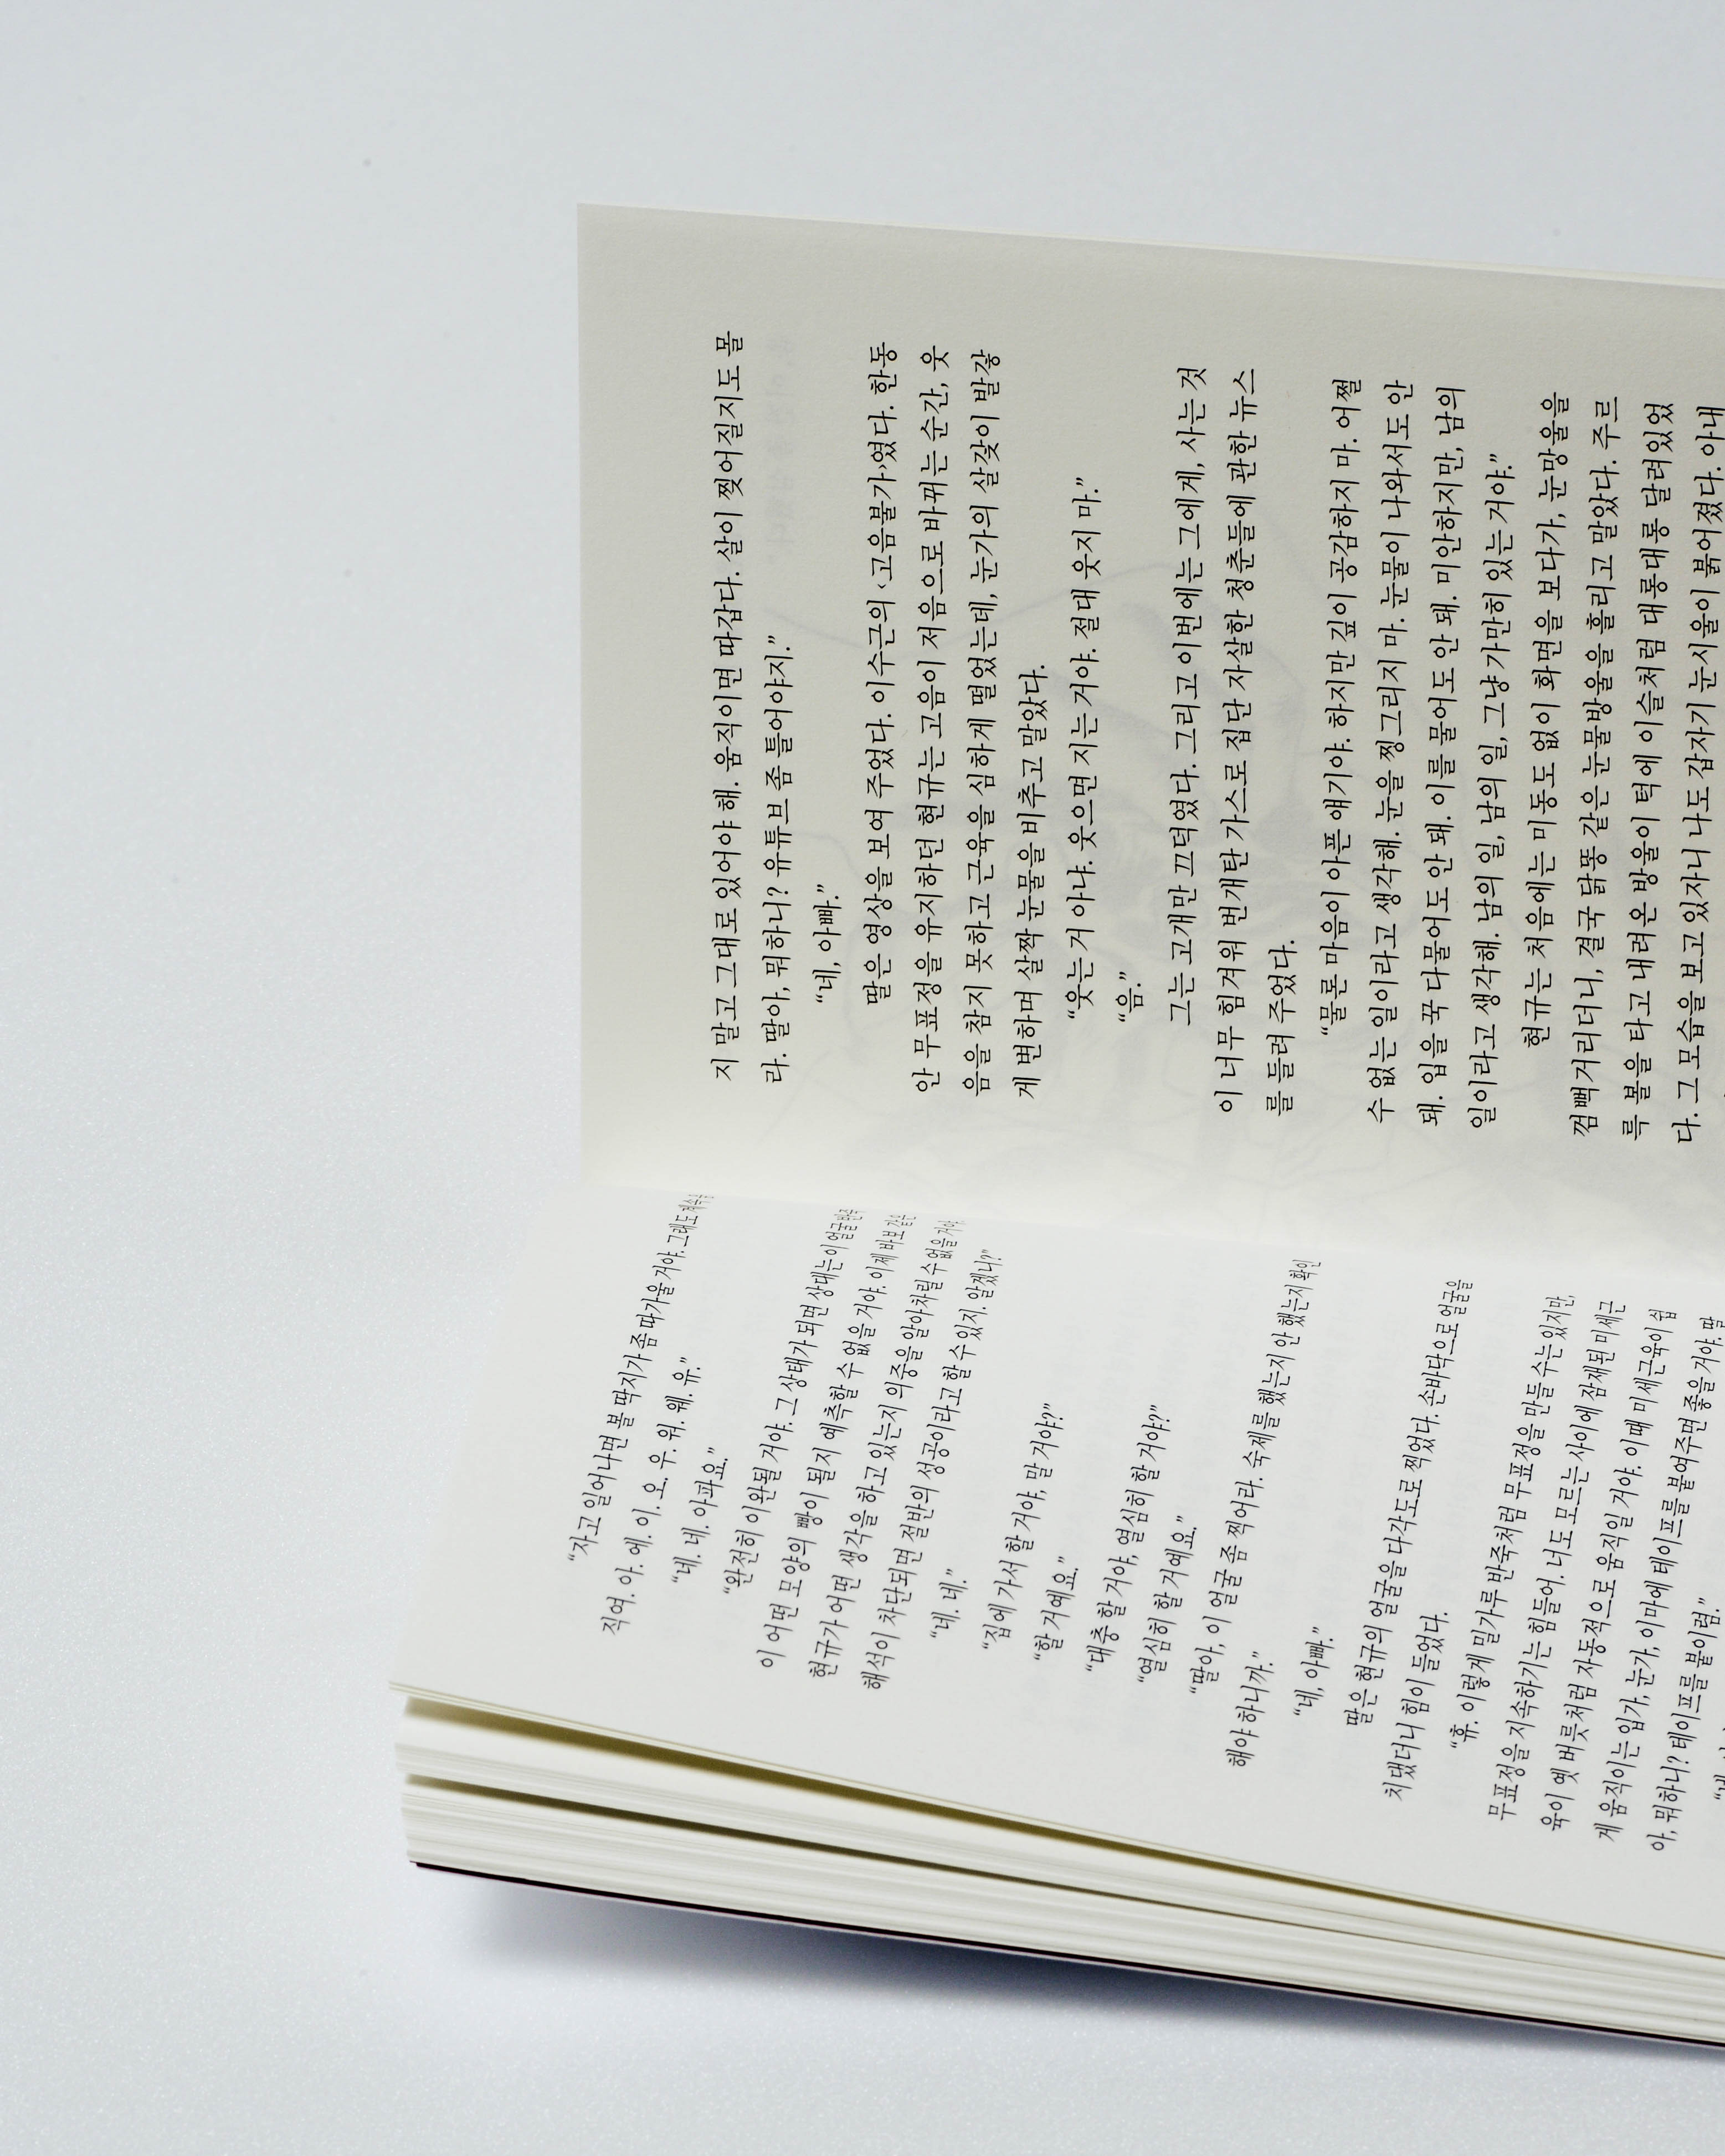 “자고 일어나면 볼 딱지가 좀 따가울 거야. 그래도 계속
직여. 아. 에. 이. 오. 우. 워. 웨. 유.”
“네. 네. 아파요.”
“완전히 이완될 거야. 그 상태가 되면 상대는 이 얼굴 반죽
이 어떤 모양의 빵이 될지 예측할 수 없을 거야. 이제 바보 같은
현규가 어떤 생각을 하고 있는지 의중을 알아차릴 수 없을 거야.
해석이 차단되면 절반의 성공이라고 할 수 있지. 알겠니?”
“네. 네.”
“집에 가서 할 거야, 말 거야?”
“할 거예요.”
“대충 할 거야, 열심히 할 거야?”
“열심히 할 거예요.”
“딸아, 이 얼굴 좀 찍어라. 숙제를 했는지 안 했는지 확인
해야 하니까.”
“네, 아빠.”
딸은 현규의 얼굴을 다각도로 찍었다. 손바닥으로 얼굴을
치댔더니 힘이 들었다.
“휴. 이렇게 밀가루 반죽처럼 무표정을 만들 수는 있지만,
무표정을 지속하기는 힘들어. 너도 모르는 사이에 잠재된 미세근
육이 옛 버릇처럼 자동적으로 움직일 거야. 이때 미세근육이 쉽
게 움직이는 입가, 눈가, 이마에 테이프를 붙여주면 좋을 거야. 딸
아, 뭐하니? 테이프를 붙이렴.”
지 말고 그대로 있어야 해. 움직이면 따갑다. 살이 찢어질지도 몰
라. 딸아, 뭐하니? 유튜브 좀 틀어야지.”
“네, 아빠.”
딸은 영상을 보여 주었다. 이수근의 ‹고음불가›였다. 한동
안 무표정을 유지하던 현규는 고음이 저음으로 바뀌는 순간, 웃
음을 참지 못하고 근육을 심하게 떨었는데, 눈가의 살갗이 발갛
게 변하며 살짝 눈물을 비추고 말았다.
“웃는 거 아냐. 웃으면 지는 거야. 절대 웃지 마.”
“음.”
그는 고개만 끄덕였다. 그리고 이번에는 그에게, 사는 것
이 너무 힘겨워 번개탄 가스로 집단 자살한 청춘들에 관한 뉴스
를 들려 주었다.
“물론 마음이 아픈 얘기야. 하지만 깊이 공감하지 마. 어쩔
수 없는 일이라고 생각해. 눈을 찡그리지 마. 눈물이 나와서도 안
돼. 입을 꾹 다물어도 안 돼. 이를 물어도 안 돼. 미안하지만, 남의
일이라고 생각해. 남의 일, 남의 일, 그냥 가만히 있는 거야.”
현규는 처음에는 미동도 없이 화면을 보다가, 눈망울을
껌뻑거리더니, 결국 닭똥 같은 눈물방울을 흘리고 말았다. 주르
륵 볼을 타고 내려온 방울이 턱에 이슬처럼 대롱대롱 달려있었
다. 그 모습을 보고 있자니 나도 갑자기 눈시울이 붉어졌다. 아내